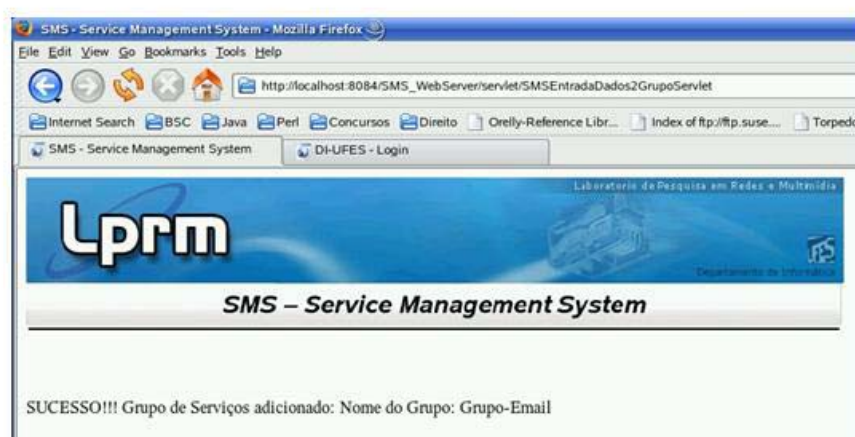 SMS - Service Management System - Mozilla Firefox
File Edit View Go Bookmarks Tools Help
http://localhost:8084/SMS_WebServer/servlet/SMSEntradaDados2GrupoServlet
Internet Search BSC Java Perl Concursos Direito Orelly-Reference Libr... Index of ftp://ftp.suse.... Torpedo
SMS - Service Management System DI-UFES - Login
Laboratorio de Pesquisa em Redes e Multimídia
Lprm
Departamento de Informática
SMS – Service Management System
SUCESSO!!! Grupo de Serviços adicionado: Nome do Grupo: Grupo-Email